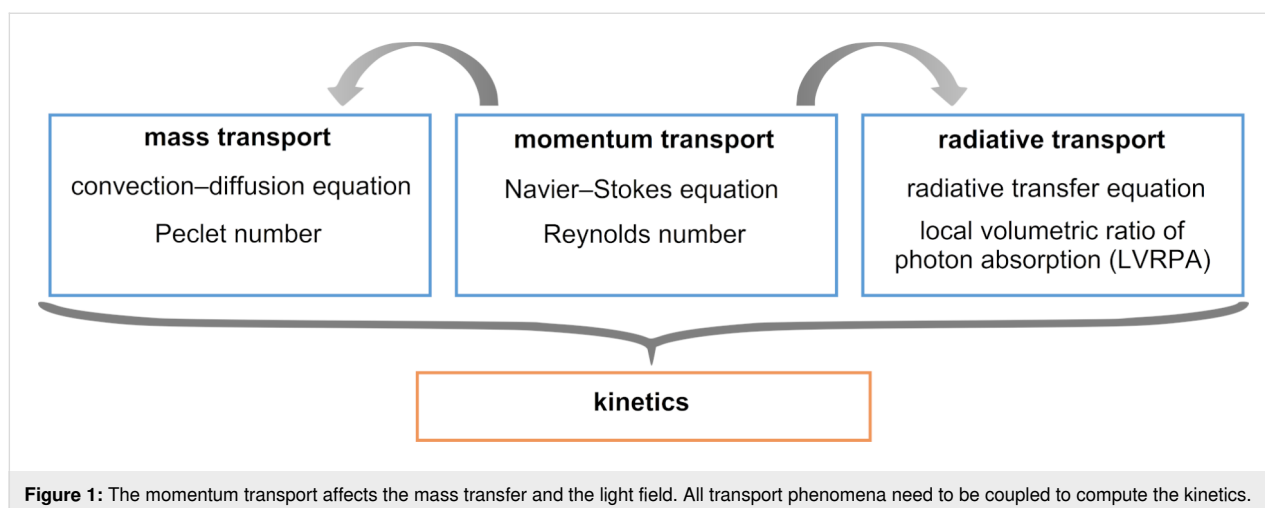 mass transport
convection–diffusion equation
Peclet number
momentum transport
Navier–Stokes equation
Reynolds number
radiative transport
radiative transfer equation
local volumetric ratio of
photon absorption (LVRPA)
kinetics
Figure 1: The momentum transport affects the mass transfer and the light field. All transport phenomena need to be coupled to compute the kinetics.